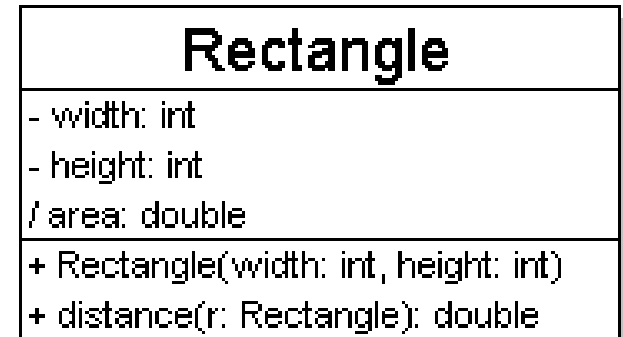 Rectangle
- width: int
- height: int
/ area: double
+ Rectangle(width: int, height: int)
+ distance(r: Rectangle): double